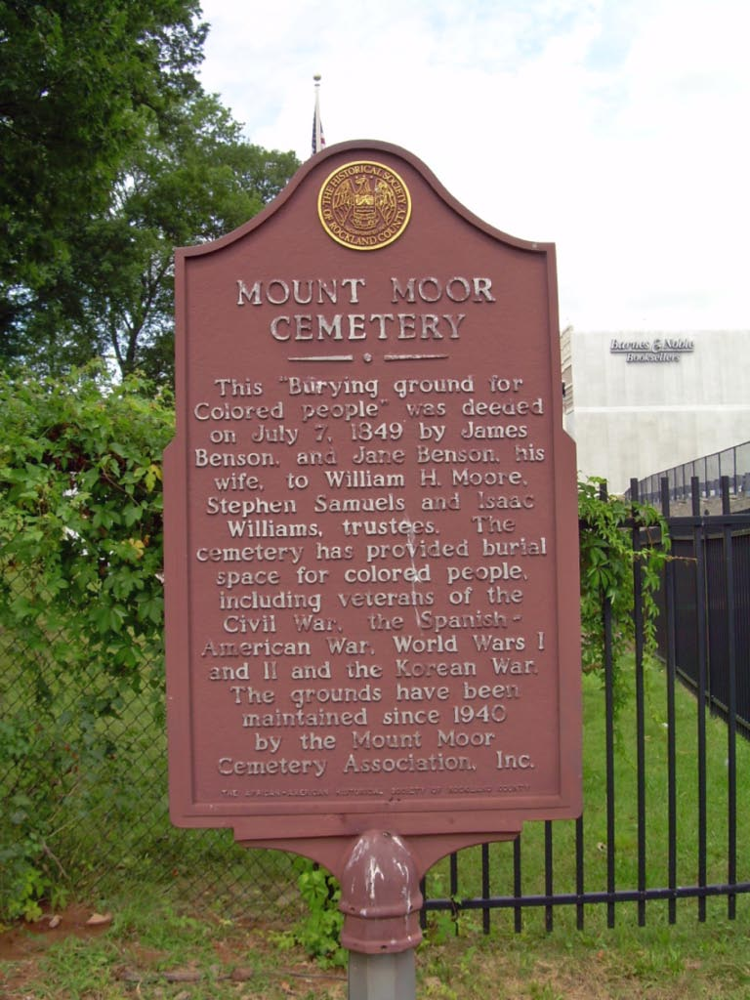 THE HISTORICAL SOCIETY
OF ROCKLAND COUNTY
MOUNT MOOR
CEMETERY
This "Burying ground for
Colored people" was deeded
on July 7, 1849 by James
Benson, and Jane Benson, his
wife, to William H. Moore,
Stephen Samuels and Isaac
Williams, trustees. The
cemetery has provided burial
space for colored people,
including veterans of the
Civil War, the Spanish-
American War, World Wars I
and II and the Korean War.
The grounds have been
maintained since 1940
by the Mount Moor
Cemetery Association, Inc.
THE AFRICAN-AMERICAN HISTORICAL SOCIETY OF ROCKLAND COUNTY
Barnes & Noble
Booksellers